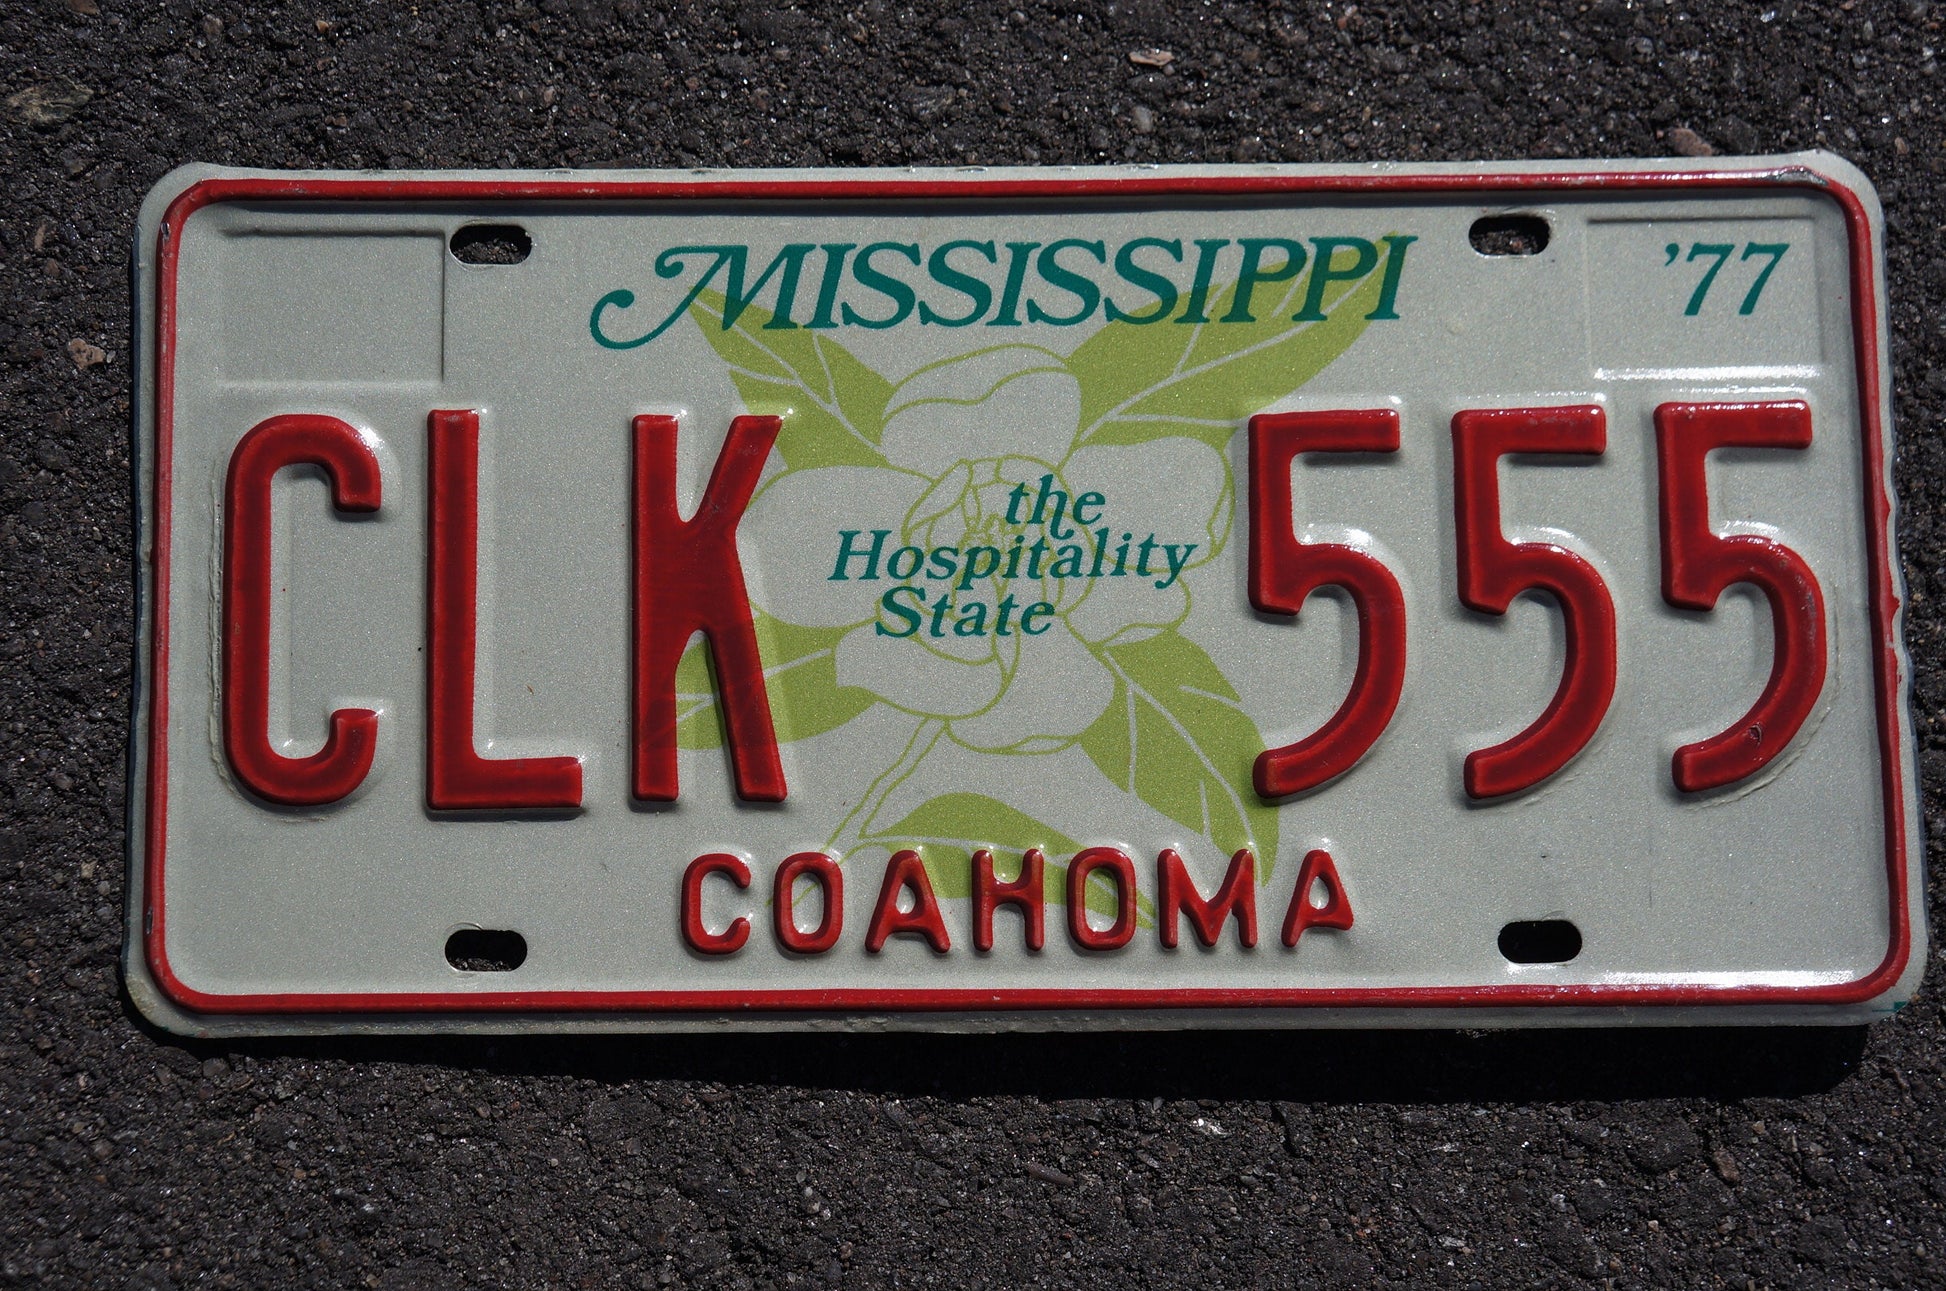 MISSISSIPPI '77
CLK 555
the
Hospitality
State
COAHOMA